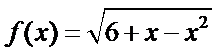 f(x) = √(6 + x − x²)